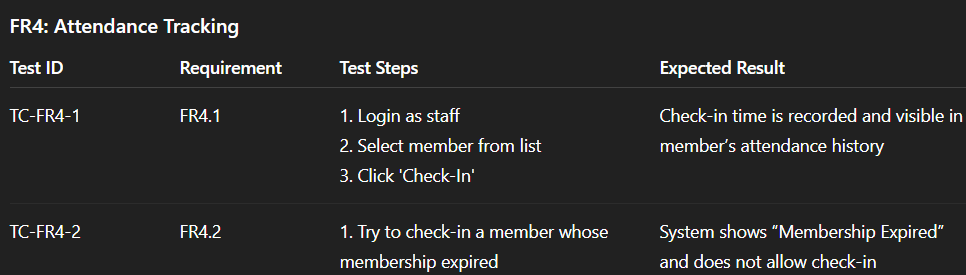 FR4: Attendance Tracking
Test ID Requirement Test Steps Expected Result
TC-FR4-1 FR4.1 1. Login as staff Check-in time is recorded and visible in
2. Select member from list member’s attendance history
3. Click 'Check-In'
TC-FR4-2 FR4.2 1. Try to check-in a member whose System shows “Membership Expired”
membership expired and does not allow check-in